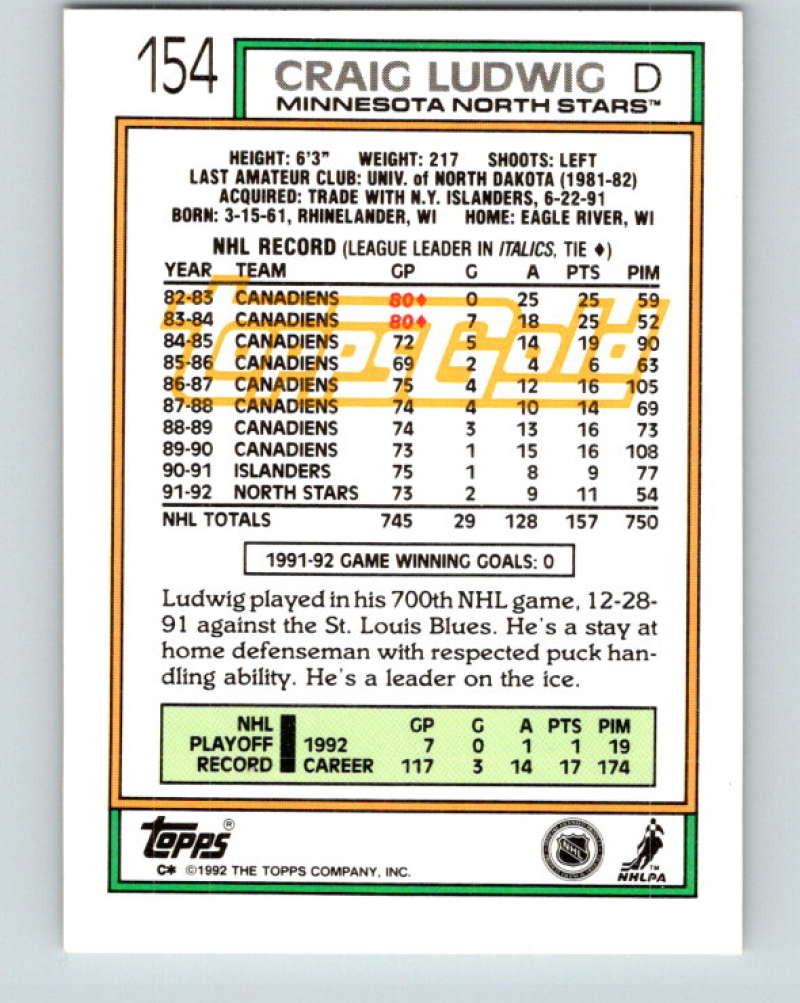 154
CRAIG LUDWIG D
MINNESOTA NORTH STARS™
HEIGHT: 6'3" WEIGHT: 217 SHOOTS: LEFT
LAST AMATEUR CLUB: UNIV. of NORTH DAKOTA (1981-82)
ACQUIRED: TRADE WITH N.Y. ISLANDERS, 6-22-91
BORN: 3-15-61, RHINELANDER, WI HOME: EAGLE RIVER, WI
NHL RECORD (LEAGUE LEADER IN ITALICS, TIE ♦)
YEAR TEAM GP G A PTS PIM
82-83 CANADIENS 80♦ 0 25 25 59
83-84 CANADIENS 80♦ 7 18 25 52
84-85 CANADIENS 72 5 14 19 90
85-86 CANADIENS 69 2 4 6 63
86-87 CANADIENS 75 4 12 16 105
87-88 CANADIENS 74 4 10 14 69
88-89 CANADIENS 74 3 13 16 73
89-90 CANADIENS 73 1 15 16 108
90-91 ISLANDERS 75 1 8 9 77
91-92 NORTH STARS 73 2 9 11 54
NHL TOTALS 745 29 128 157 750
Topps Gold
1991-92 GAME WINNING GOALS: 0
Ludwig played in his 700th NHL game, 12-28-
91 against the St. Louis Blues. He's a stay at
home defenseman with respected puck han-
dling ability. He's a leader on the ice.
NHL GP G A PTS PIM
PLAYOFF 1992 7 0 1 1 19
RECORD CAREER 117 3 14 17 174
TOPPS®
C* ©1992 THE TOPPS COMPANY, INC.
NHL
NHLPA™